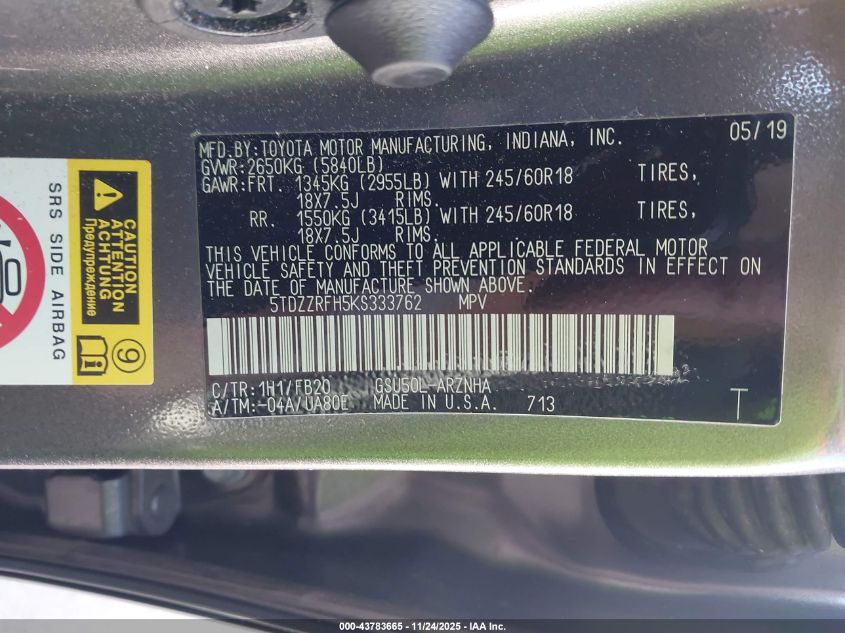 MFD.BY:TOYOTA MOTOR MANUFACTURING, INDIANA, INC. 05/19
GVWR:2650KG (5840LB)
GAWR:FRT. 1345KG (2955LB) WITH 245/60R18 TIRES,
18X7.5J RIMS.
RR. 1550KG (3415LB) WITH 245/60R18 TIRES,
18X7.5J RIMS.
THIS VEHICLE CONFORMS TO ALL APPLICABLE FEDERAL MOTOR
VEHICLE SAFETY AND THEFT PREVENTION STANDARDS IN EFFECT ON
THE DATE OF MANUFACTURE SHOWN ABOVE.
5TDZZRFH5KS333762 MPV
C/TR:1H1/FB20 GSU50L-ARZNHA
A/TM:-04A/UA80E MADE IN U.S.A. 713 T
CAUTION
ATTENTION
ACHTUNG
Предупреждение
9
SRS SIDE AIRBAG
000-43783665 - 11/24/2025 - IAA Inc.